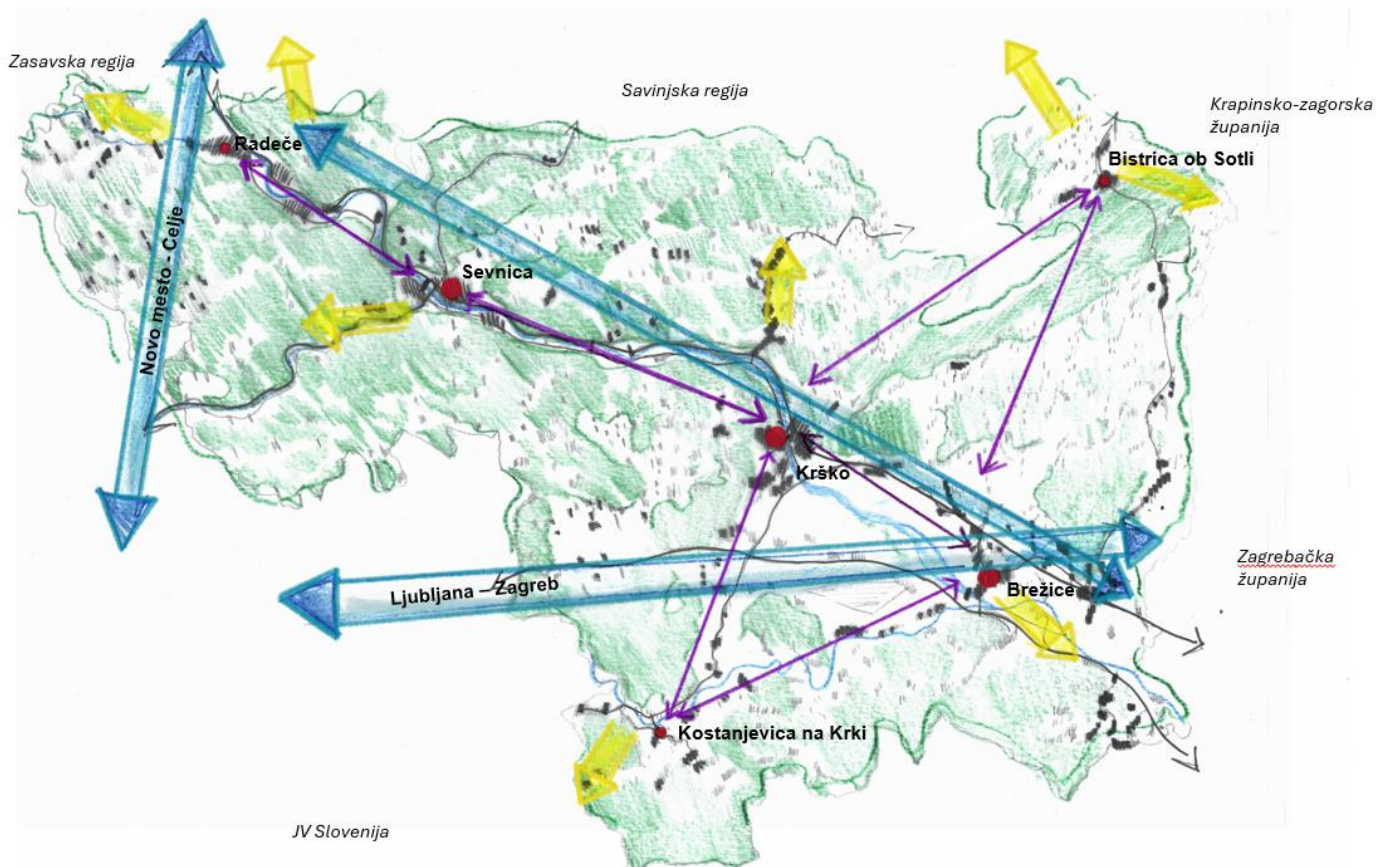 Zasavska regija
Savinjska regija
Krapinsko-zagorska
županija
Radeče
Bistrica ob Sotli
Novo mesto - Celje
Sevnica
Krško
Ljubljana – Zagreb
Brežice
Zagrebačka
županija
Kostanjevica na Krki
JV Slovenija